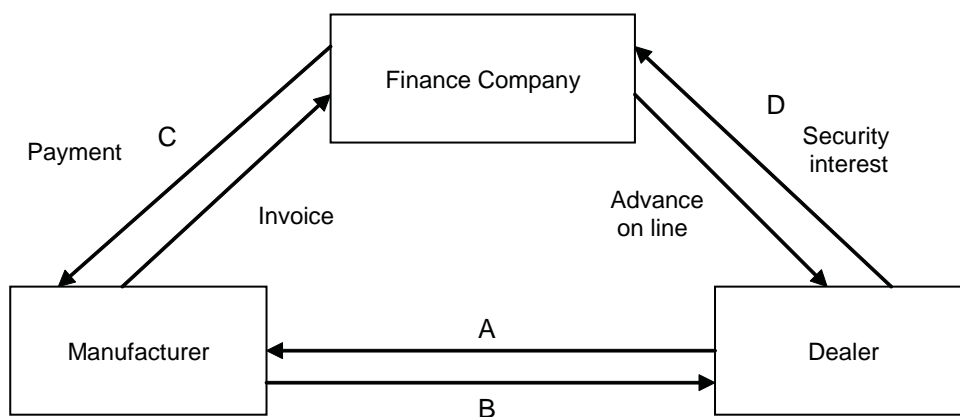 Finance Company
C
D
Payment
Security
interest
Invoice
Advance
on line
Manufacturer
A
Dealer
B